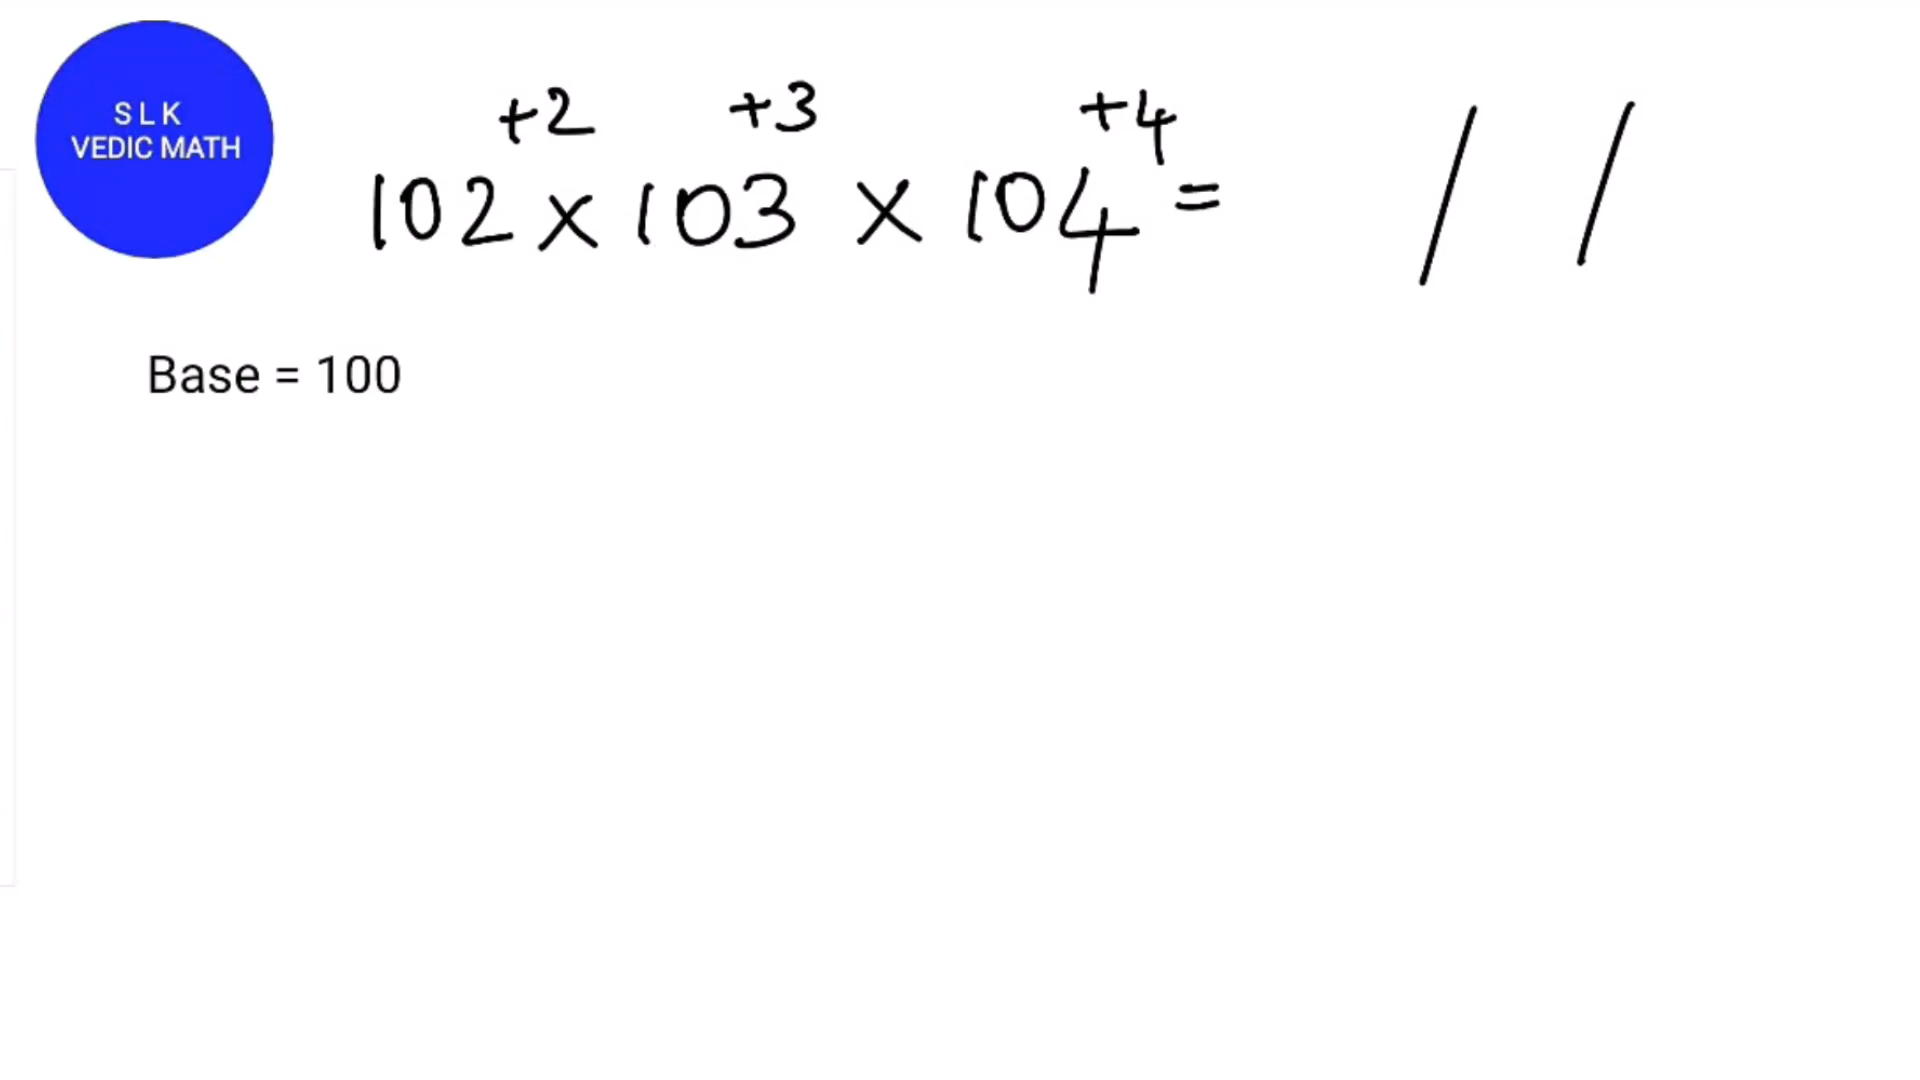 S L K
VEDIC MATH
+2 +3 +4
102 x 103 x 104 = / /
Base = 100